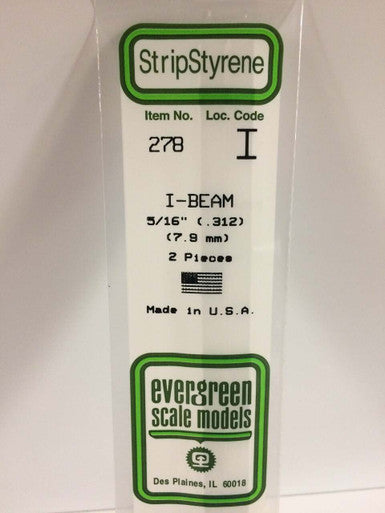 StripStyrene
Item No. Loc. Code
278 I
I-BEAM
5/16" (.312)
(7.9 mm)
2 Pieces
Made in U.S.A.
evergreen
scale models
Des Plaines, IL 60018